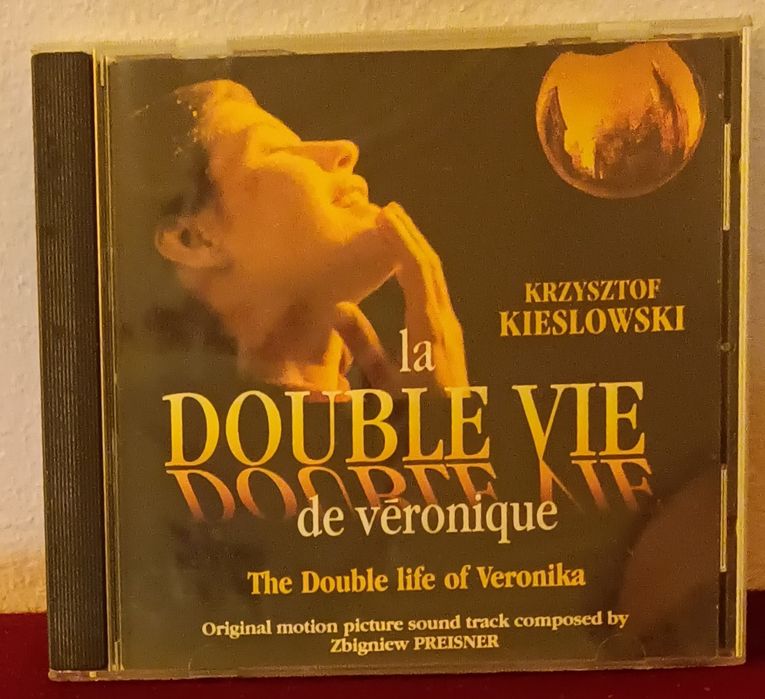 KRZYSZTOF
KIESLOWSKI
la
DOUBLE VIE
de vēronique
The Double life of Veronika
Original motion picture sound track composed by
Zbigniew PREISNER